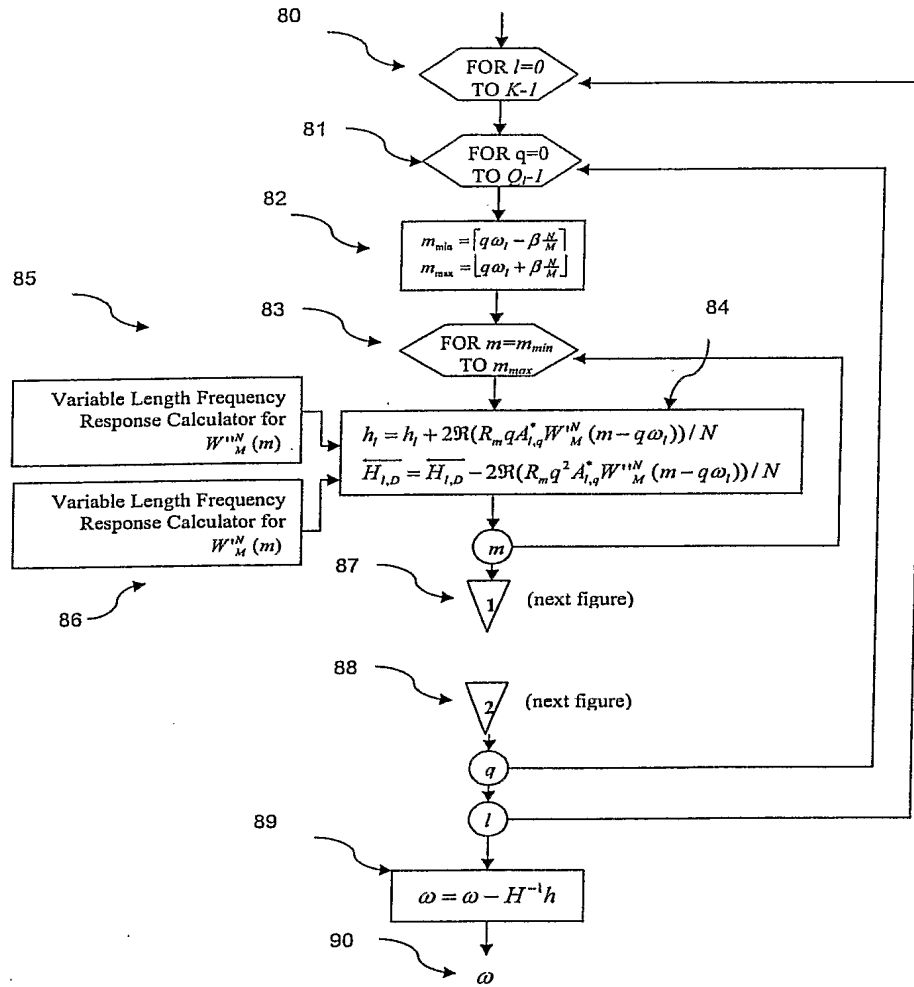 80
FOR l=0
TO K-1
81
FOR q=0
TO Q_l-1
82
m_min = ⌈qω_l − β N/M⌉
m_max = ⌊qω_l + β N/M⌋
85
83
84
FOR m=m_min
TO m_max
Variable Length Frequency
Response Calculator for
W''^N_M (m)
h_l = h_l + 2ℜ(R_m q A*_{l,q} W'^N_M (m − qω_l)) / N
H_{l,D} = H_{l,D} − 2ℜ(R_m q² A*_{l,q} W''^N_M (m − qω_l)) / N
Variable Length Frequency
Response Calculator for
W'^N_M (m)
m
86
87
1
(next figure)
88
2
(next figure)
q
l
89
ω = ω − H⁻¹h
90
ω